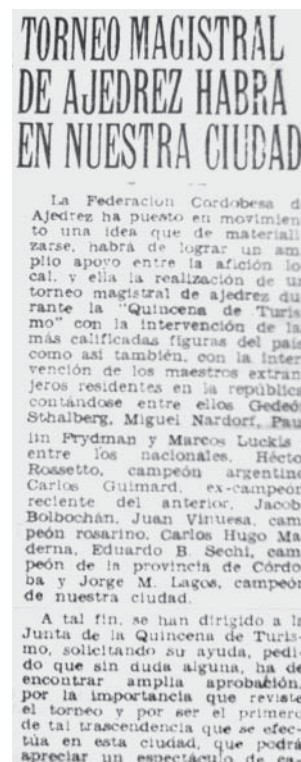 TORNEO MAGISTRAL
DE AJEDREZ HABRA
EN NUESTRA CIUDAD
La Federacion Cordobesa d
Ajedrez ha puesto en movimien
to una idea que de materiali
zarse, habrá de lograr un am
plio apoyo entre la afición lo
cal. y ella la realización de un
torneo magistral de ajedrez du
rante la "Quincena de Turis
mo" con la intervención de las
más calificadas figuras del país
como asi también, con la inter
vención de los maestros extran
jeros residentes en la república
contándose entre ellos Gedeón
Sthalberg, Miguel Nardorf, Pau
lin Frydman y Marcos Luckis
entre los nacionales, Héctor
Rossetto, campeón argentino
Carlos Guimard, ex-campeón
reciente del anterior, Jacobo
Bolbochán, Juan Vinuesa, cam
peón rosarino, Carlos Hugo Ma
derna, Eduardo B. Sechi, cam
peón de la provincia de Córdo
ba y Jorge M. Lagos, campeón
de nuestra ciudad.
A tal fin, se han dirigido a la
Junta de la Quincena de Turis-
mo, solicitando su ayuda, pedi-
do que sin duda alguna, ha de
encontrar amplia aprobación,
por la importancia que reviste
el torneo y por ser el primero
de tal trascendencia que se efec-
túa en esta ciudad, que podrá
apreciar un espectáculo de